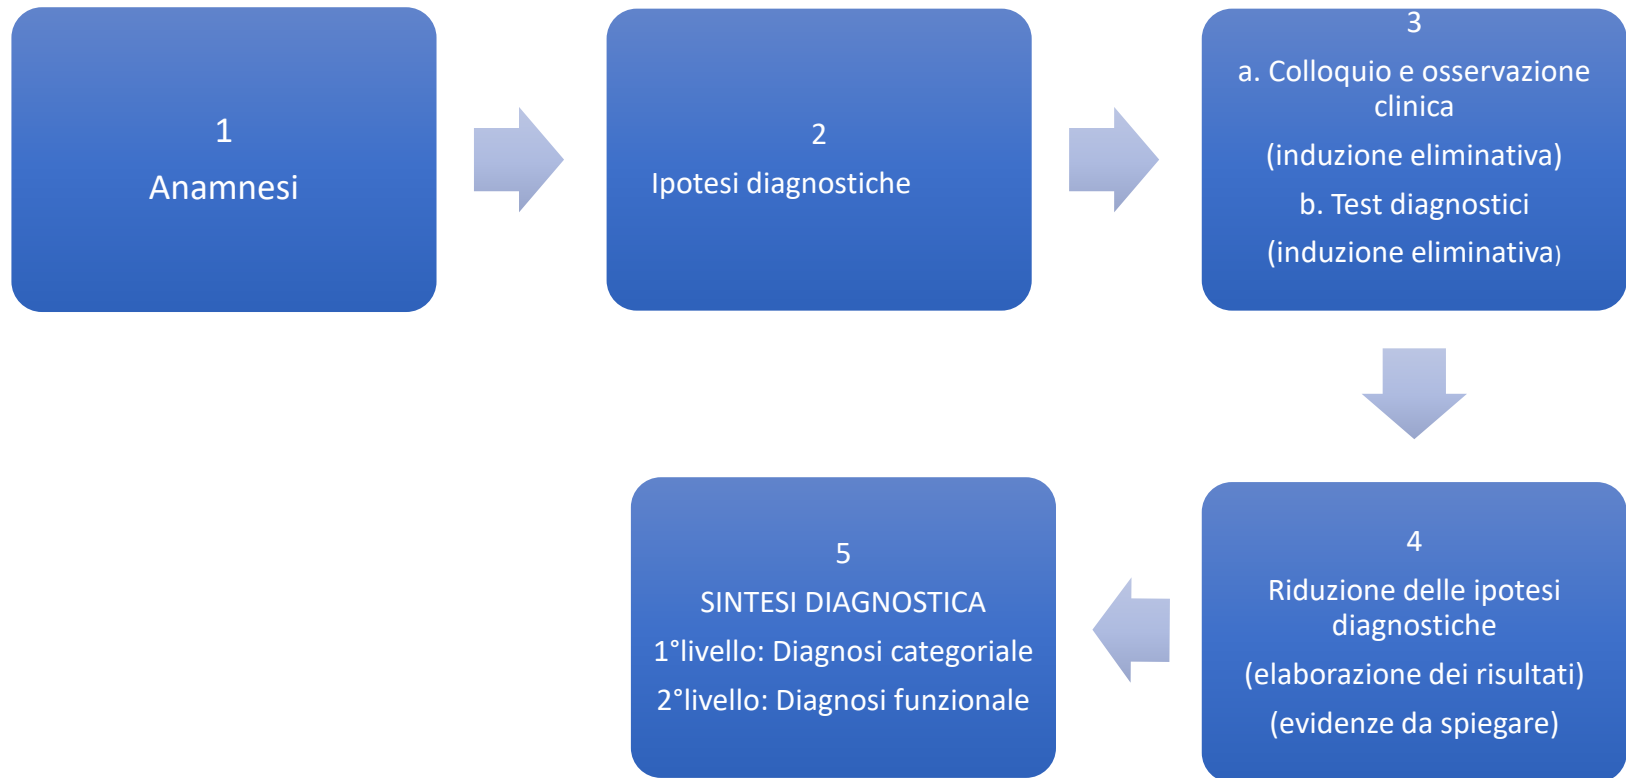 1
Anamnesi
2
Ipotesi diagnostiche
3
a. Colloquio e osservazione
clinica
(induzione eliminativa)
b. Test diagnostici
(induzione eliminativa)
4
Riduzione delle ipotesi
diagnostiche
(elaborazione dei risultati)
(evidenze da spiegare)
5
SINTESI DIAGNOSTICA
1°livello: Diagnosi categoriale
2°livello: Diagnosi funzionale